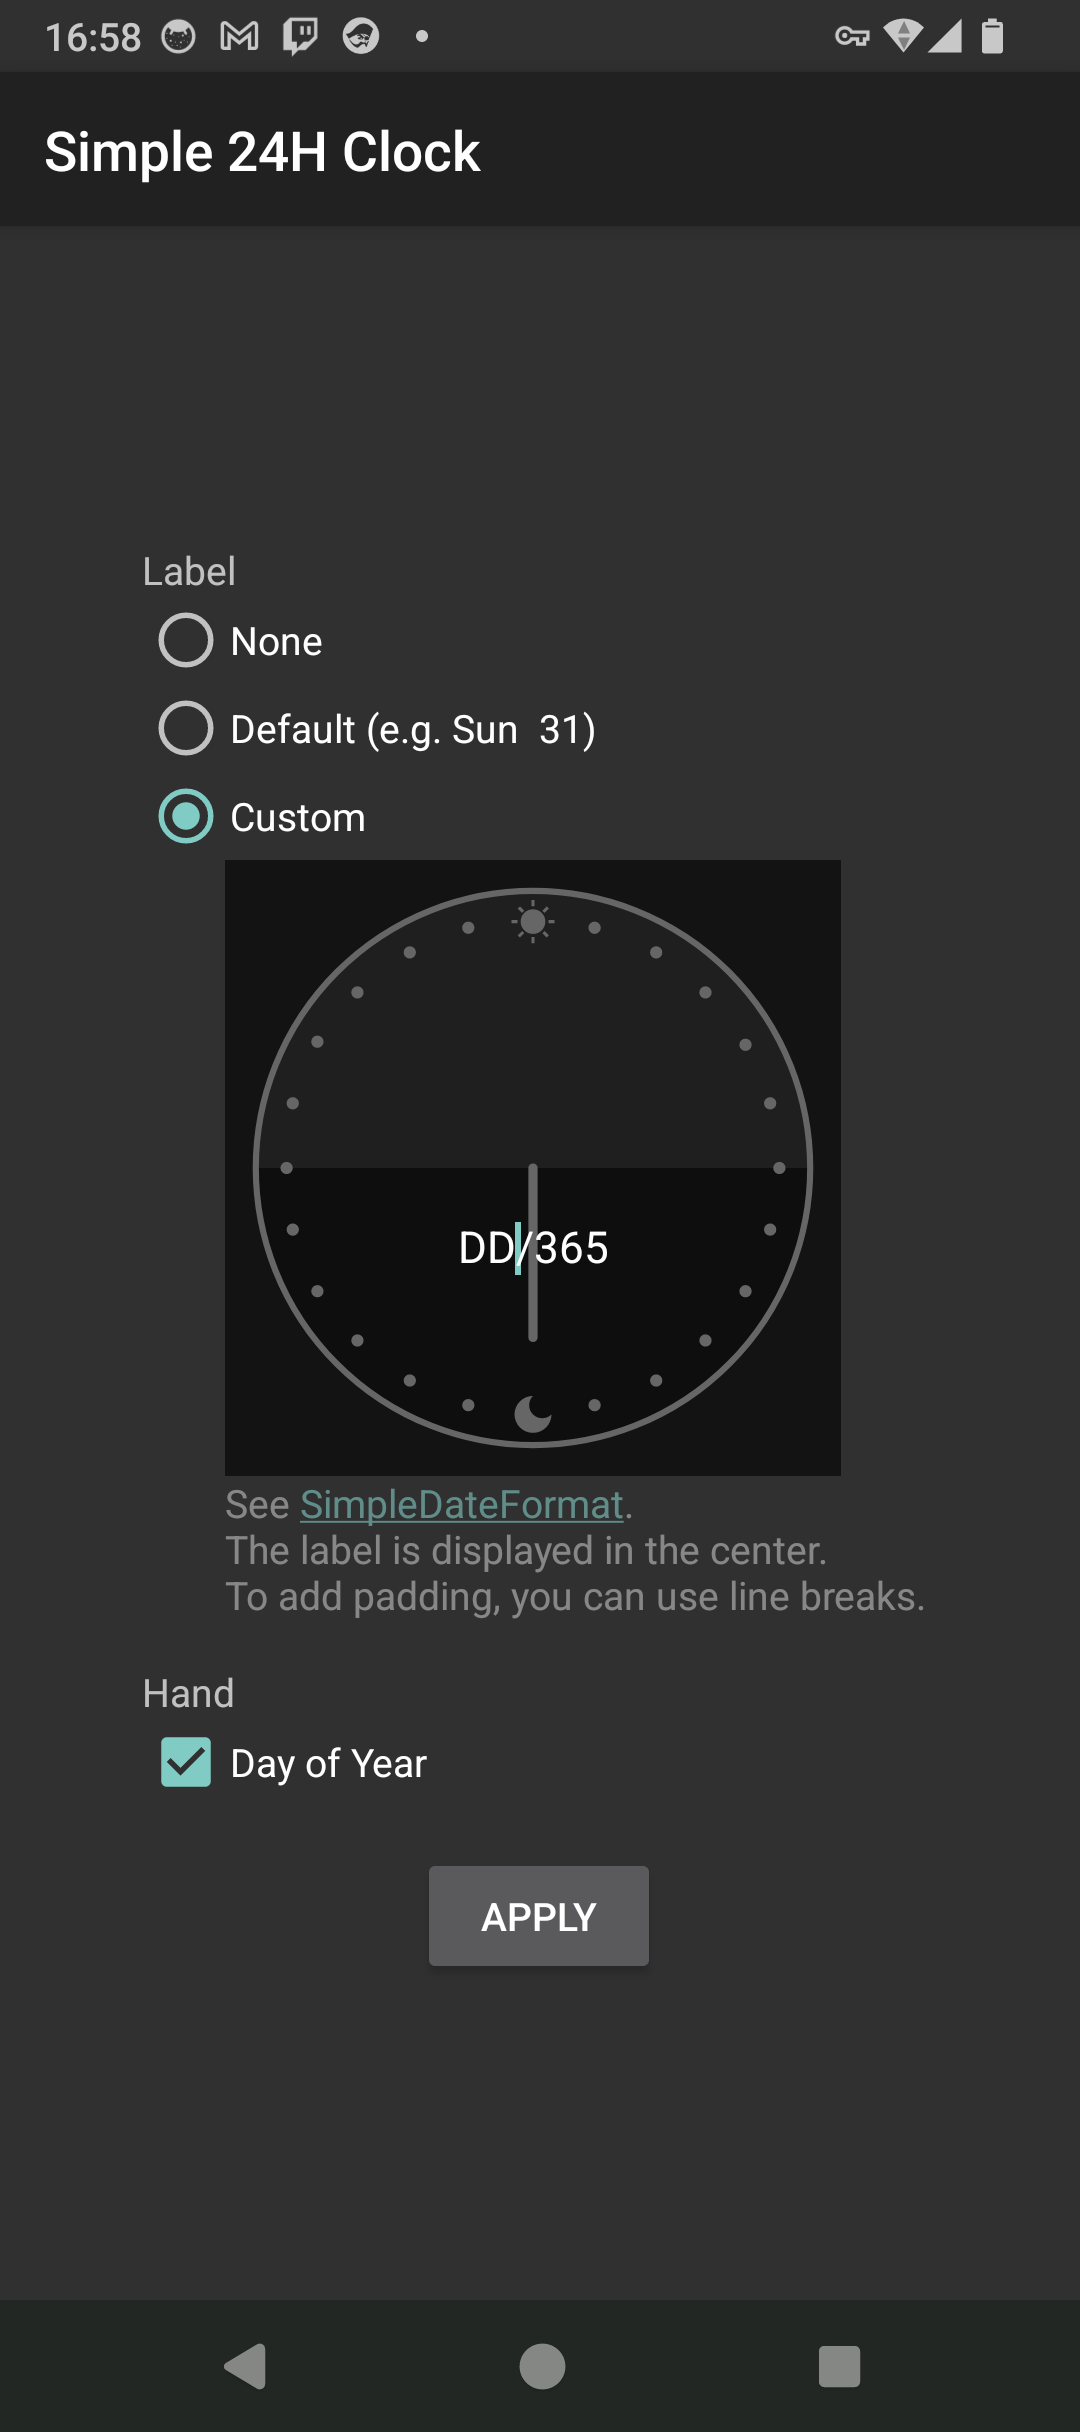 16:58
Simple 24H Clock
Label
None
Default (e.g. Sun  31)
Custom
DD/365
See SimpleDateFormat.
The label is displayed in the center.
To add padding, you can use line breaks.
Hand
Day of Year
APPLY